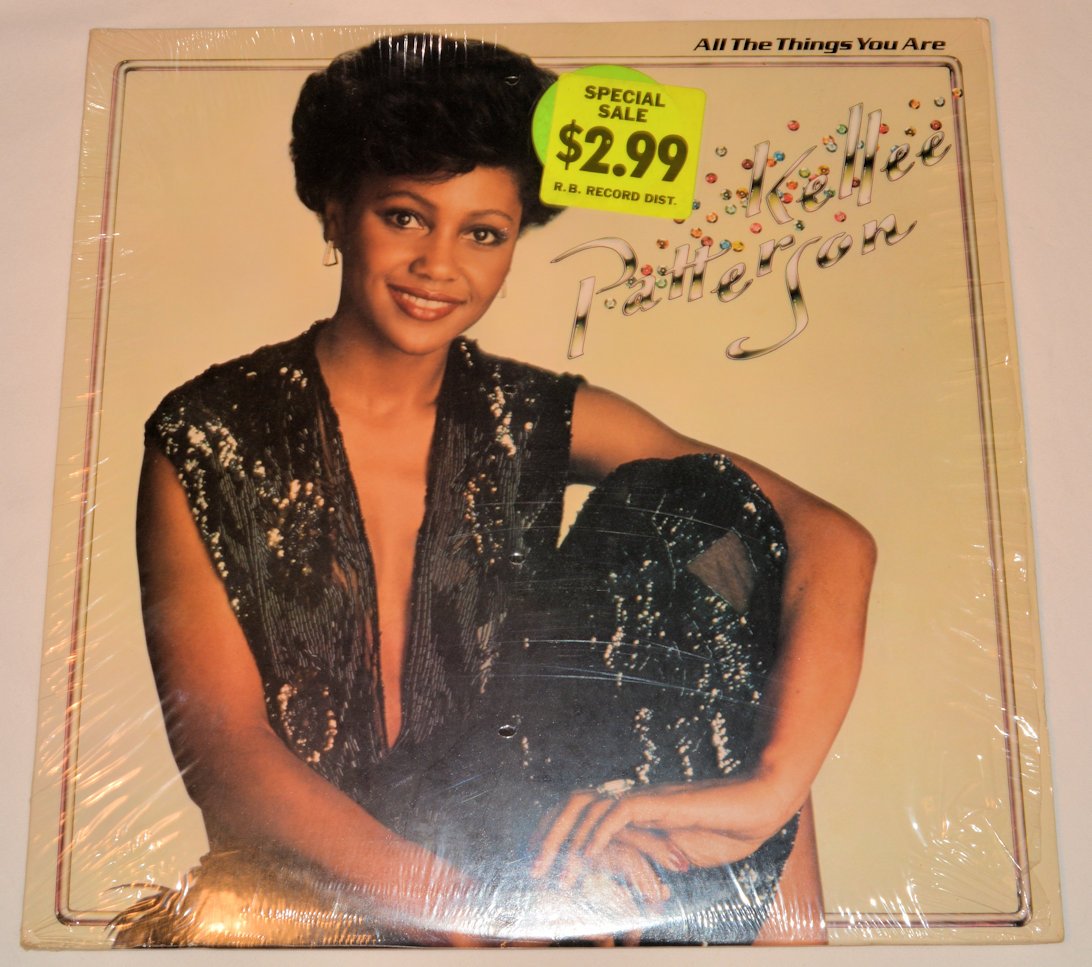 All The Things You Are
SPECIAL
SALE
$2.99
R.B. RECORD DIST.
Kellee
Patterson